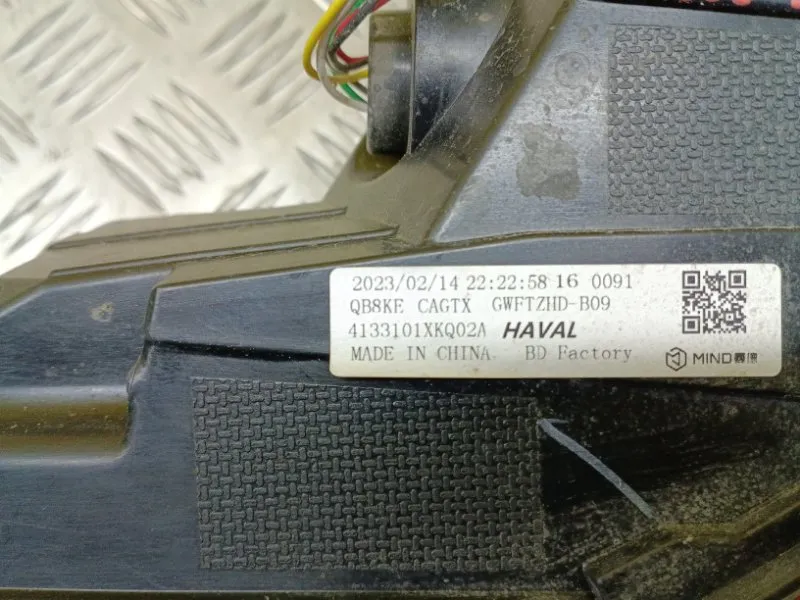 2023/02/14 22:22:58 16 0091
QB8KE CAGTX GWFTZHD-B09
4133101XKQ02A HAVAL
MADE IN CHINA. BD Factory
MIND